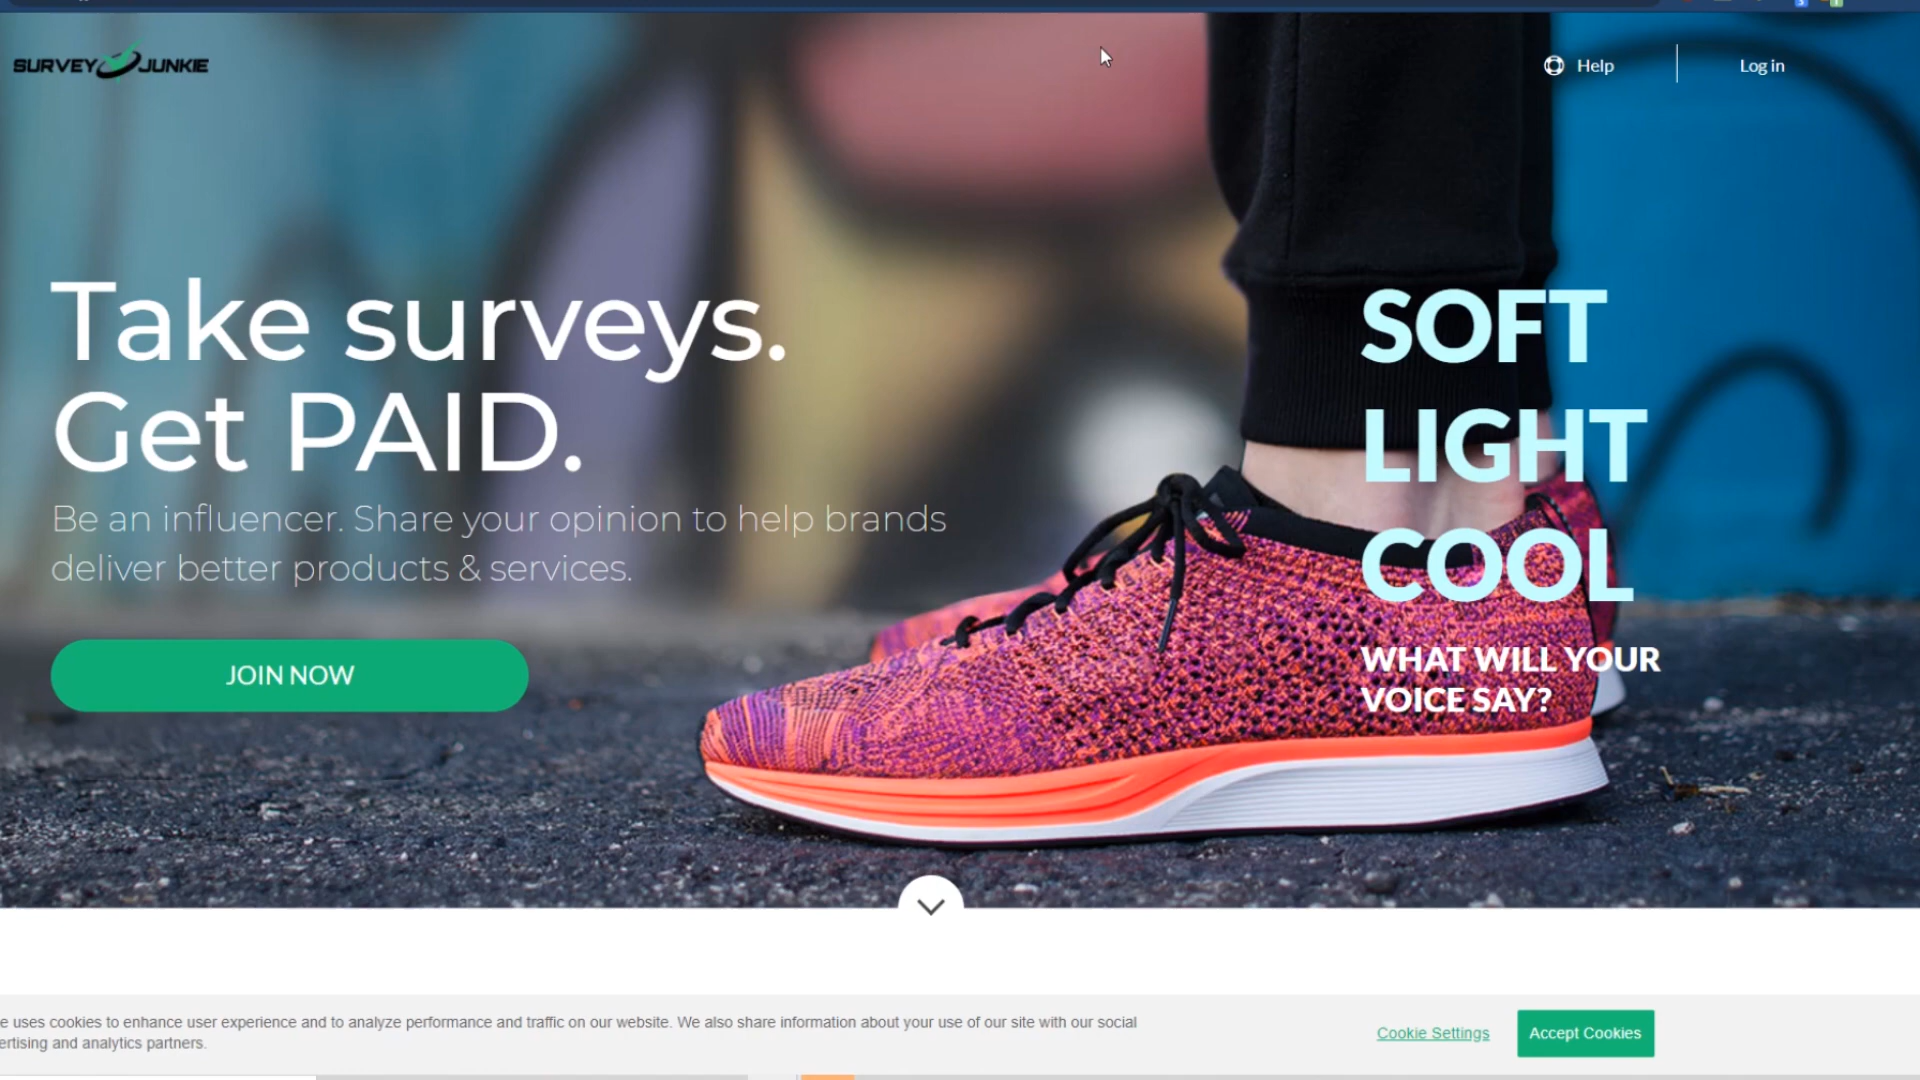 SURVEY JUNKIE
Help
Log in
Take surveys.
Get PAID.
Be an influencer. Share your opinion to help brands
deliver better products & services.
JOIN NOW
SOFT
LIGHT
COOL
WHAT WILL YOUR
VOICE SAY?
e uses cookies to enhance user experience and to analyze performance and traffic on our website. We also share information about your use of our site with our social
ertising and analytics partners.
Cookie Settings
Accept Cookies